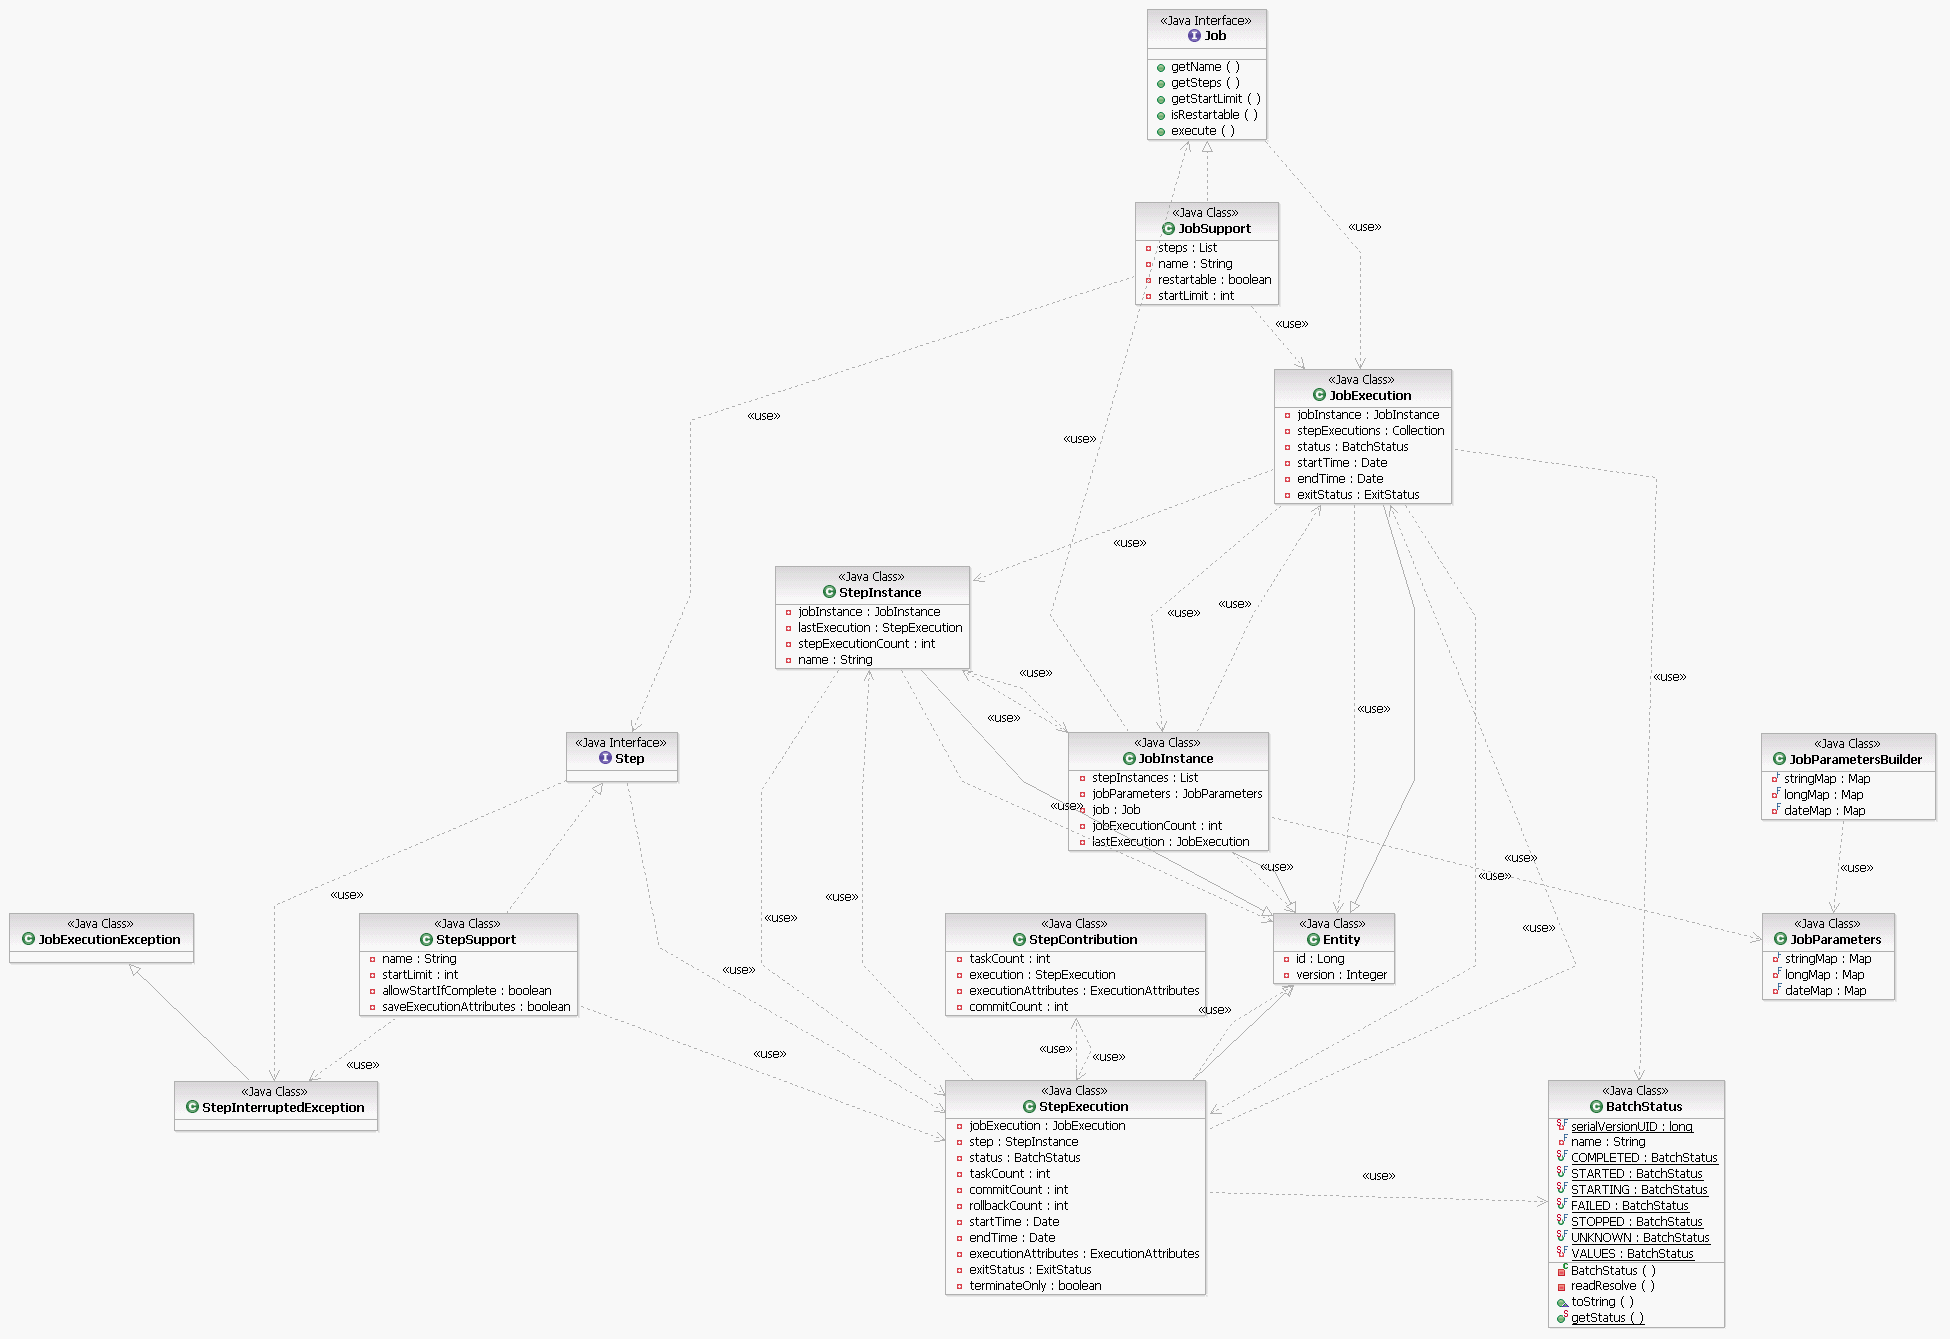 «Java Interface»
Job
getName ( )
getSteps ( )
getStartLimit ( )
isRestartable ( )
execute ( )
«Java Class»
JobSupport
steps : List
name : String
restartable : boolean
startLimit : int
«use»
«use»
«use»
«use»
«Java Class»
JobExecution
jobInstance : JobInstance
stepExecutions : Collection
status : BatchStatus
startTime : Date
endTime : Date
exitStatus : ExitStatus
«use»
«use»
«use»
«use»
«use»
«Java Class»
StepInstance
jobInstance : JobInstance
lastExecution : StepExecution
stepExecutionCount : int
name : String
«use»
«use»
«Java Interface»
Step
«Java Class»
JobInstance
stepInstances : List
jobParameters : JobParameters
job : Job
jobExecutionCount : int
lastExecution : JobExecution
«use»
«use»
«use»
«use»
«use»
«Java Class»
JobParametersBuilder
stringMap : Map
longMap : Map
dateMap : Map
«use»
«use»
«use»
«use»
«use»
«Java Class»
JobExecutionException
«Java Class»
StepSupport
name : String
startLimit : int
allowStartIfComplete : boolean
saveExecutionAttributes : boolean
«Java Class»
StepContribution
taskCount : int
execution : StepExecution
executionAttributes : ExecutionAttributes
commitCount : int
«Java Class»
Entity
id : Long
version : Integer
«Java Class»
JobParameters
stringMap : Map
longMap : Map
dateMap : Map
«use»
«use»
«use»
«use»
«use»
«Java Class»
StepInterruptedException
«Java Class»
StepExecution
jobExecution : JobExecution
step : StepInstance
status : BatchStatus
taskCount : int
commitCount : int
rollbackCount : int
startTime : Date
endTime : Date
executionAttributes : ExecutionAttributes
exitStatus : ExitStatus
terminateOnly : boolean
«use»
«Java Class»
BatchStatus
serialVersionUID : long
name : String
COMPLETED : BatchStatus
STARTED : BatchStatus
STARTING : BatchStatus
FAILED : BatchStatus
STOPPED : BatchStatus
UNKNOWN : BatchStatus
VALUES : BatchStatus
BatchStatus ( )
readResolve ( )
toString ( )
getStatus ( )